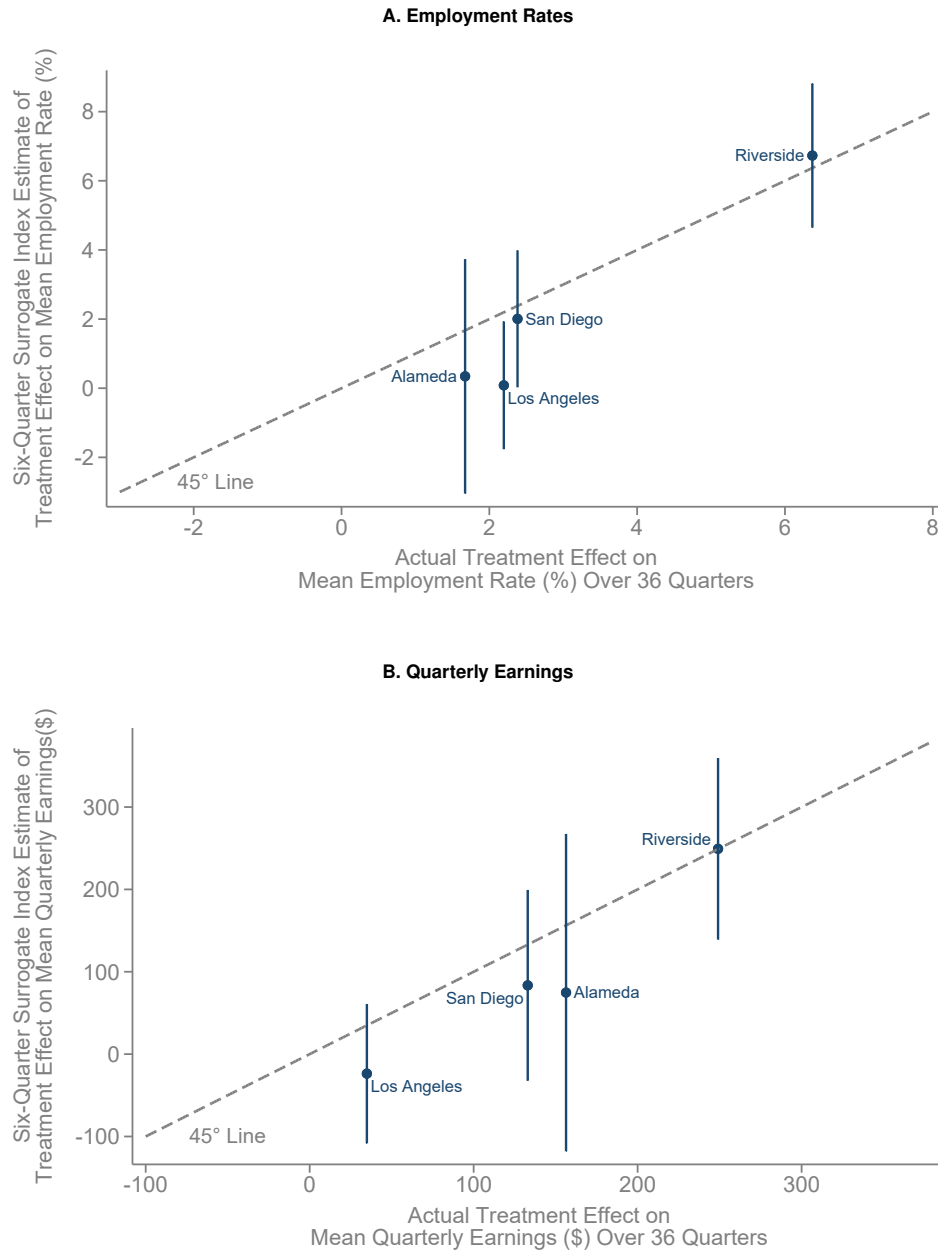 A. Employment Rates
Six-Quarter Surrogate Index Estimate of
Treatment Effect on Mean Employment Rate (%)
8
6
4
2
0
-2
Riverside
San Diego
Alameda
Los Angeles
45° Line
-2 0 2 4 6 8
Actual Treatment Effect on
Mean Employment Rate (%) Over 36 Quarters
B. Quarterly Earnings
Six-Quarter Surrogate Index Estimate of
Treatment Effect on Mean Quarterly Earnings($)
300
200
100
0
-100
Riverside
San Diego
Alameda
Los Angeles
45° Line
-100 0 100 200 300
Actual Treatment Effect on
Mean Quarterly Earnings ($) Over 36 Quarters